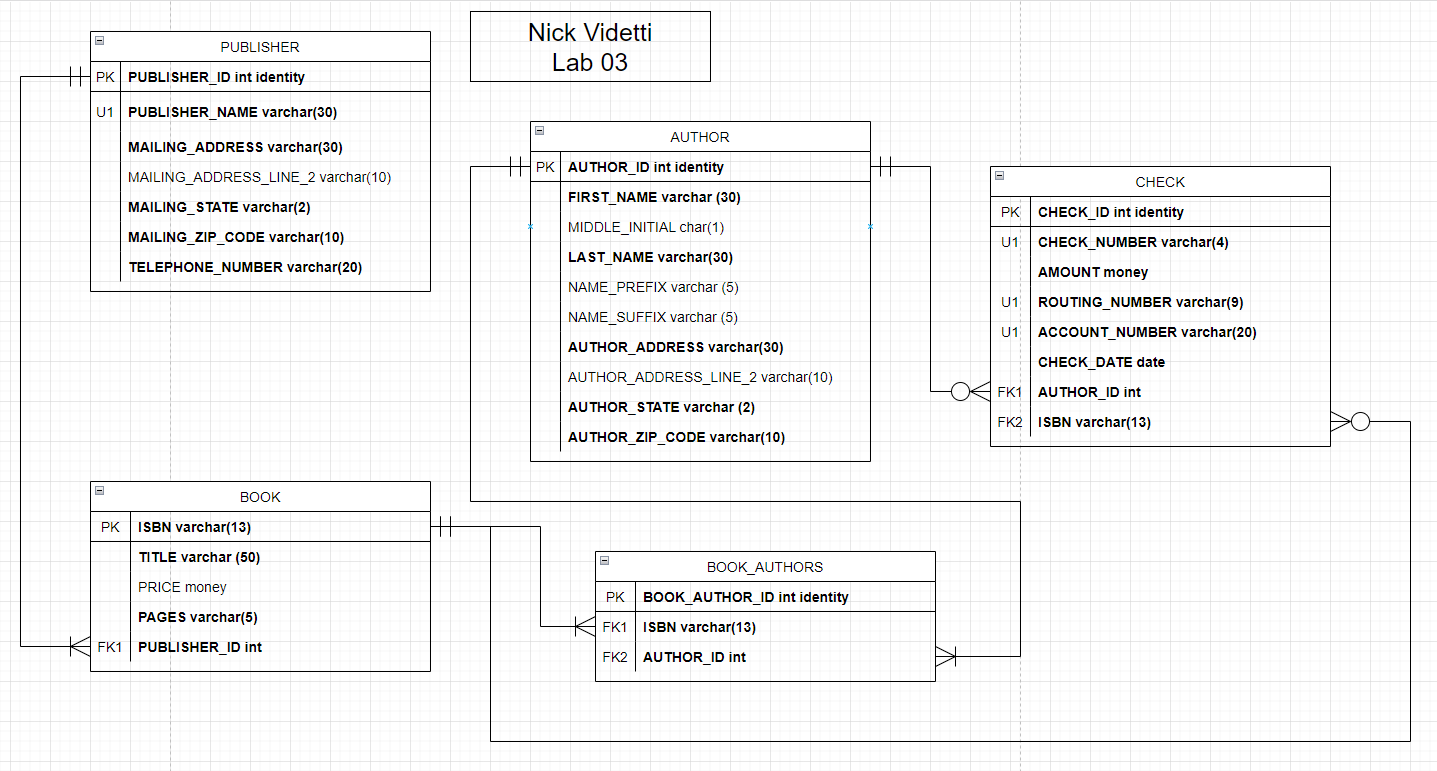 Nick Videtti
Lab 03
PUBLISHER
PK PUBLISHER_ID int identity
U1 PUBLISHER_NAME varchar(30)
MAILING_ADDRESS varchar(30)
MAILING_ADDRESS_LINE_2 varchar(10)
MAILING_STATE varchar(2)
MAILING_ZIP_CODE varchar(10)
TELEPHONE_NUMBER varchar(20)
AUTHOR
PK AUTHOR_ID int identity
FIRST_NAME varchar (30)
MIDDLE_INITIAL char(1)
LAST_NAME varchar(30)
NAME_PREFIX varchar (5)
NAME_SUFFIX varchar (5)
AUTHOR_ADDRESS varchar(30)
AUTHOR_ADDRESS_LINE_2 varchar(10)
AUTHOR_STATE varchar (2)
AUTHOR_ZIP_CODE varchar(10)
CHECK
PK CHECK_ID int identity
U1 CHECK_NUMBER varchar(4)
AMOUNT money
U1 ROUTING_NUMBER varchar(9)
U1 ACCOUNT_NUMBER varchar(20)
CHECK_DATE date
FK1 AUTHOR_ID int
FK2 ISBN varchar(13)
BOOK
PK ISBN varchar(13)
TITLE varchar (50)
PRICE money
PAGES varchar(5)
FK1 PUBLISHER_ID int
BOOK_AUTHORS
PK BOOK_AUTHOR_ID int identity
FK1 ISBN varchar(13)
FK2 AUTHOR_ID int